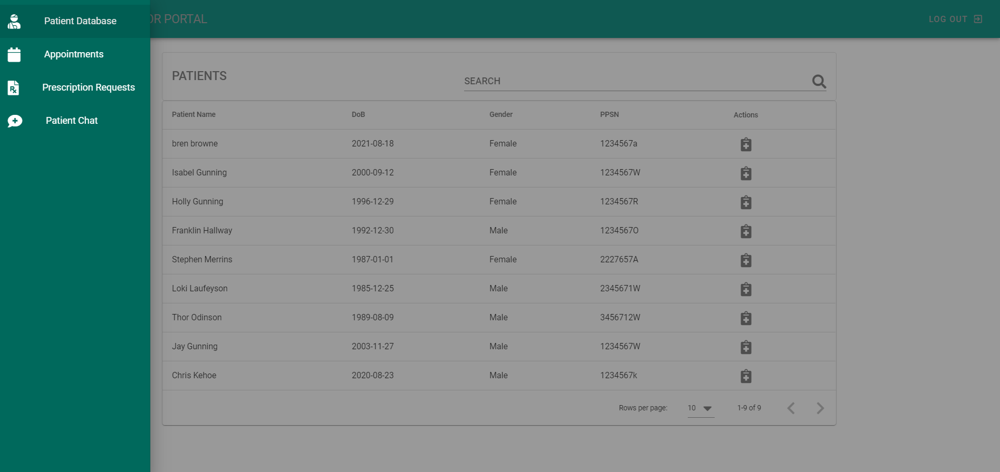 Patient Database
Appointments
Prescription Requests
Patient Chat
OR PORTAL
LOG OUT
PATIENTS
SEARCH
Patient Name DoB Gender PPSN Actions
bren browne 2021-08-18 Female 1234567a
Isabel Gunning 2000-09-12 Female 1234567W
Holly Gunning 1996-12-29 Female 1234567R
Franklin Hallway 1992-12-30 Male 1234567O
Stephen Merrins 1987-01-01 Female 2227657A
Loki Laufeyson 1985-12-25 Male 2345671W
Thor Odinson 1989-08-09 Male 3456712W
Jay Gunning 2003-11-27 Male 1234567W
Chris Kehoe 2020-08-23 Male 1234567k
Rows per page: 10 1-9 of 9